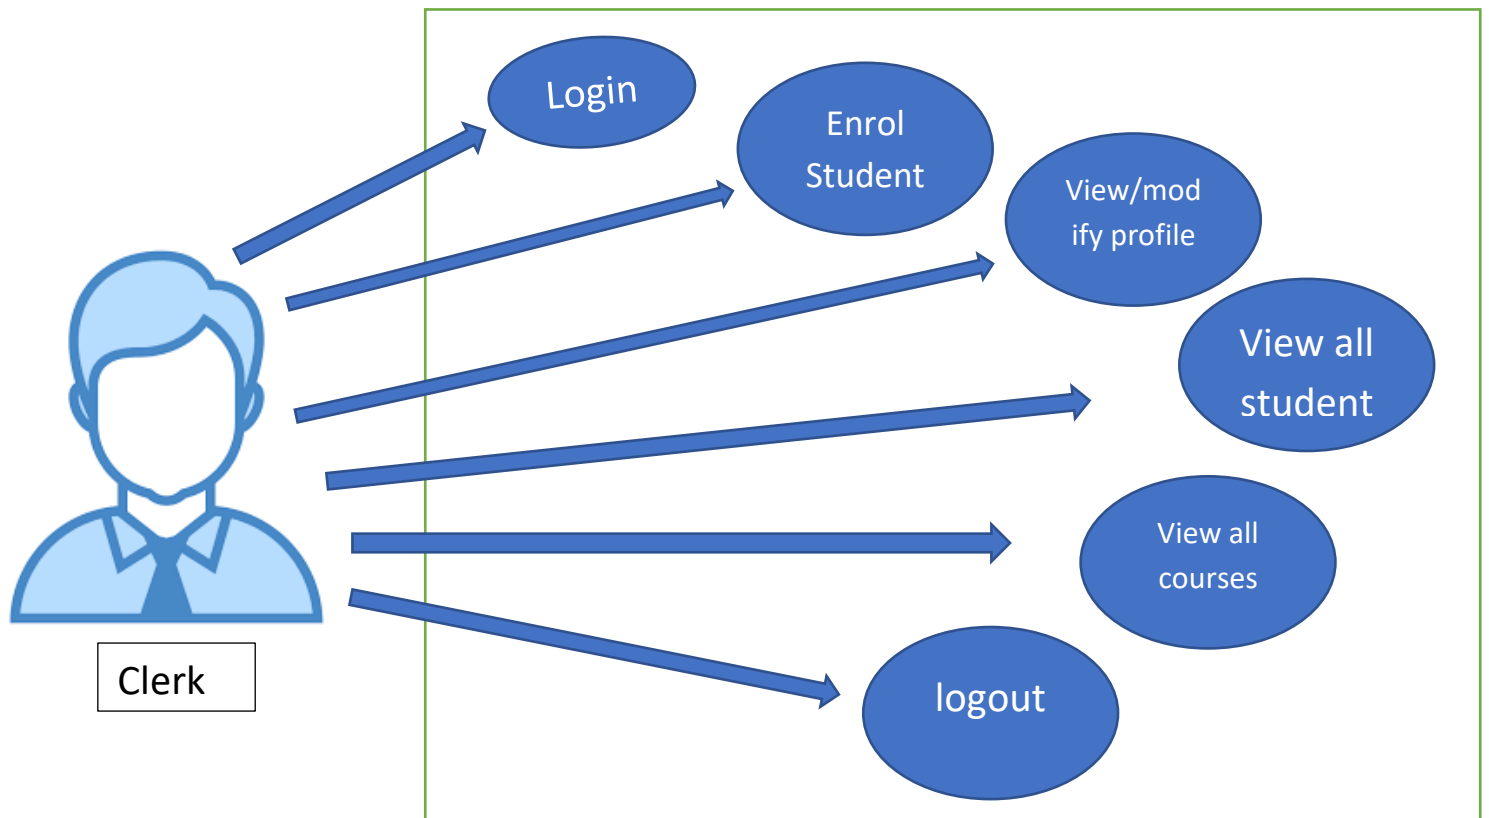 Login
Enrol
Student
View/mod
ify profile
View all
student
View all
courses
logout
Clerk